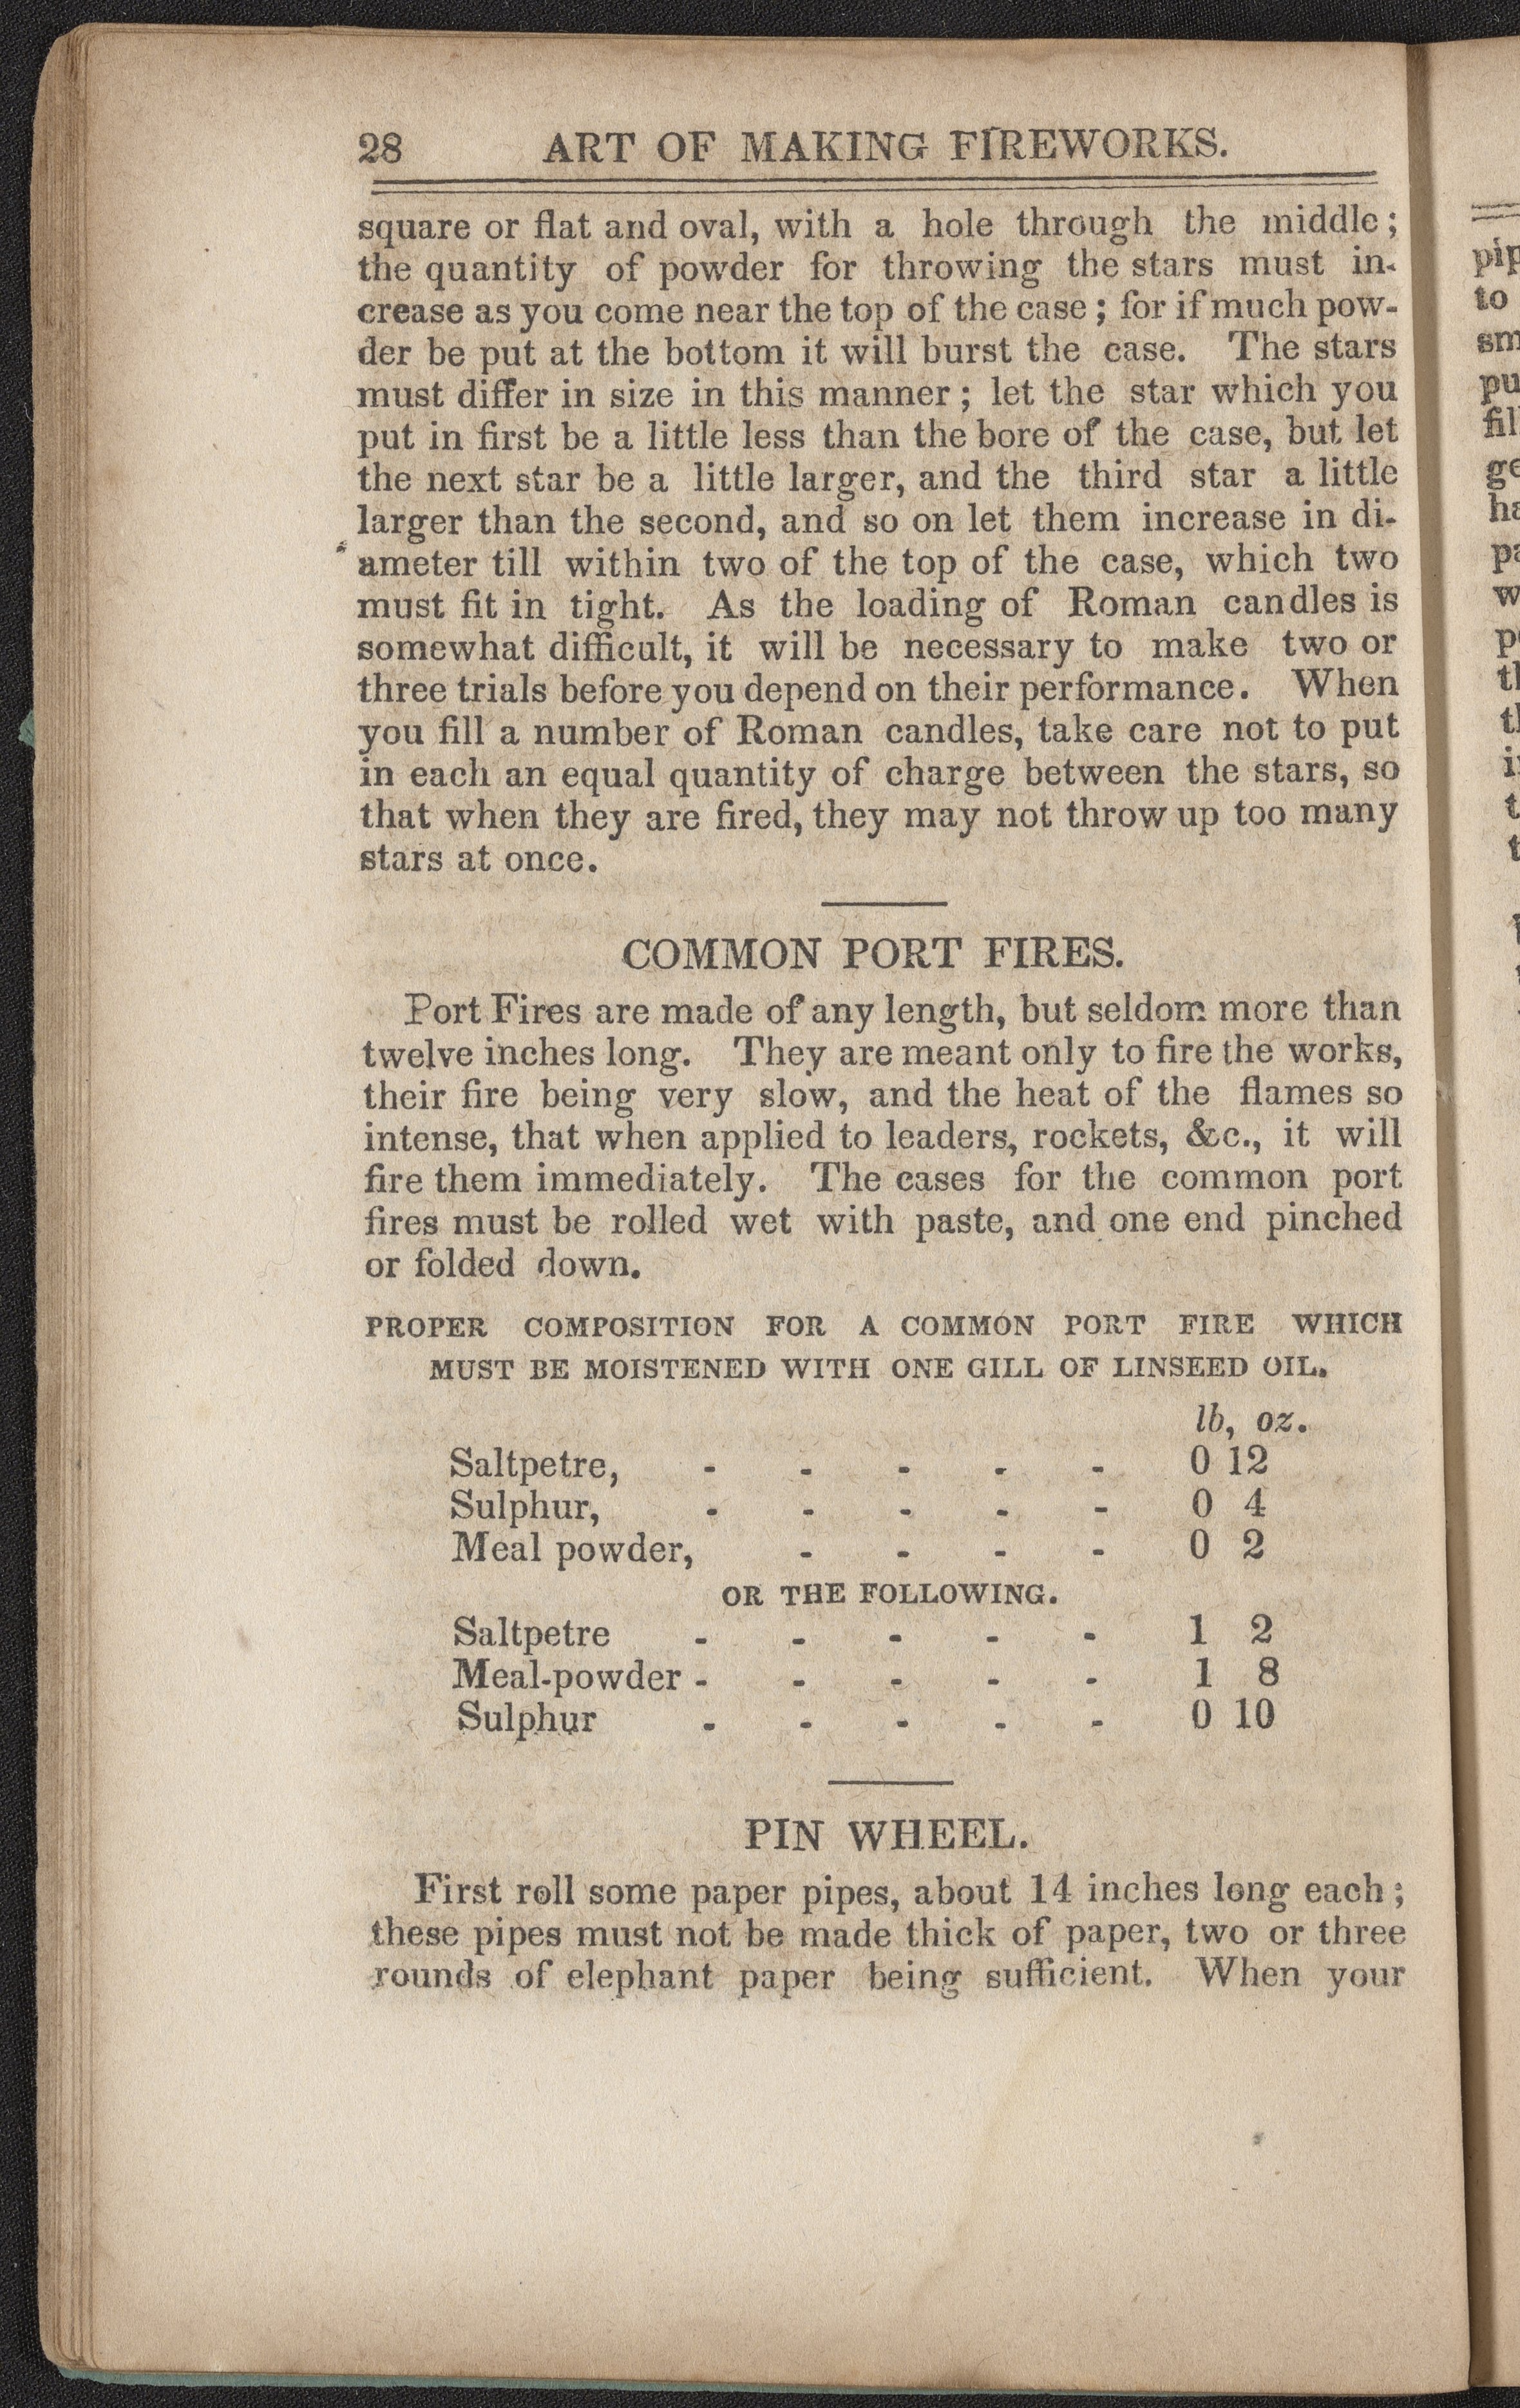 28 ART OF MAKING FIREWORKS.
square or flat and oval, with a hole through the middle;
the quantity of powder for throwing the stars must in-
crease as you come near the top of the case; for if much pow-
der be put at the bottom it will burst the case. The stars
must differ in size in this manner; let the star which you
put in first be a little less than the bore of the case, but let
the next star be a little larger, and the third star a little
larger than the second, and so on let them increase in di-
ameter till within two of the top of the case, which two
must fit in tight. As the loading of Roman candles is
somewhat difficult, it will be necessary to make two or
three trials before you depend on their performance. When
you fill a number of Roman candles, take care not to put
in each an equal quantity of charge between the stars, so
that when they are fired, they may not throw up too many
stars at once.
COMMON PORT FIRES.
Port Fires are made of any length, but seldom more than
twelve inches long. They are meant only to fire the works,
their fire being very slow, and the heat of the flames so
intense, that when applied to leaders, rockets, &c., it will
fire them immediately. The cases for the common port
fires must be rolled wet with paste, and one end pinched
or folded down.
PROPER COMPOSITION FOR A COMMON PORT FIRE WHICH
MUST BE MOISTENED WITH ONE GILL OF LINSEED OIL.
lb, oz.
Saltpetre, - - - - - 0 12
Sulphur, - - - - - 0 4
Meal powder, - - - - 0 2
OR THE FOLLOWING.
Saltpetre - - - - - 1 2
Meal-powder - - - - - 1 8
Sulphur - - - - - 0 10
PIN WHEEL.
First roll some paper pipes, about 14 inches long each;
these pipes must not be made thick of paper, two or three
rounds of elephant paper being sufficient. When your
to